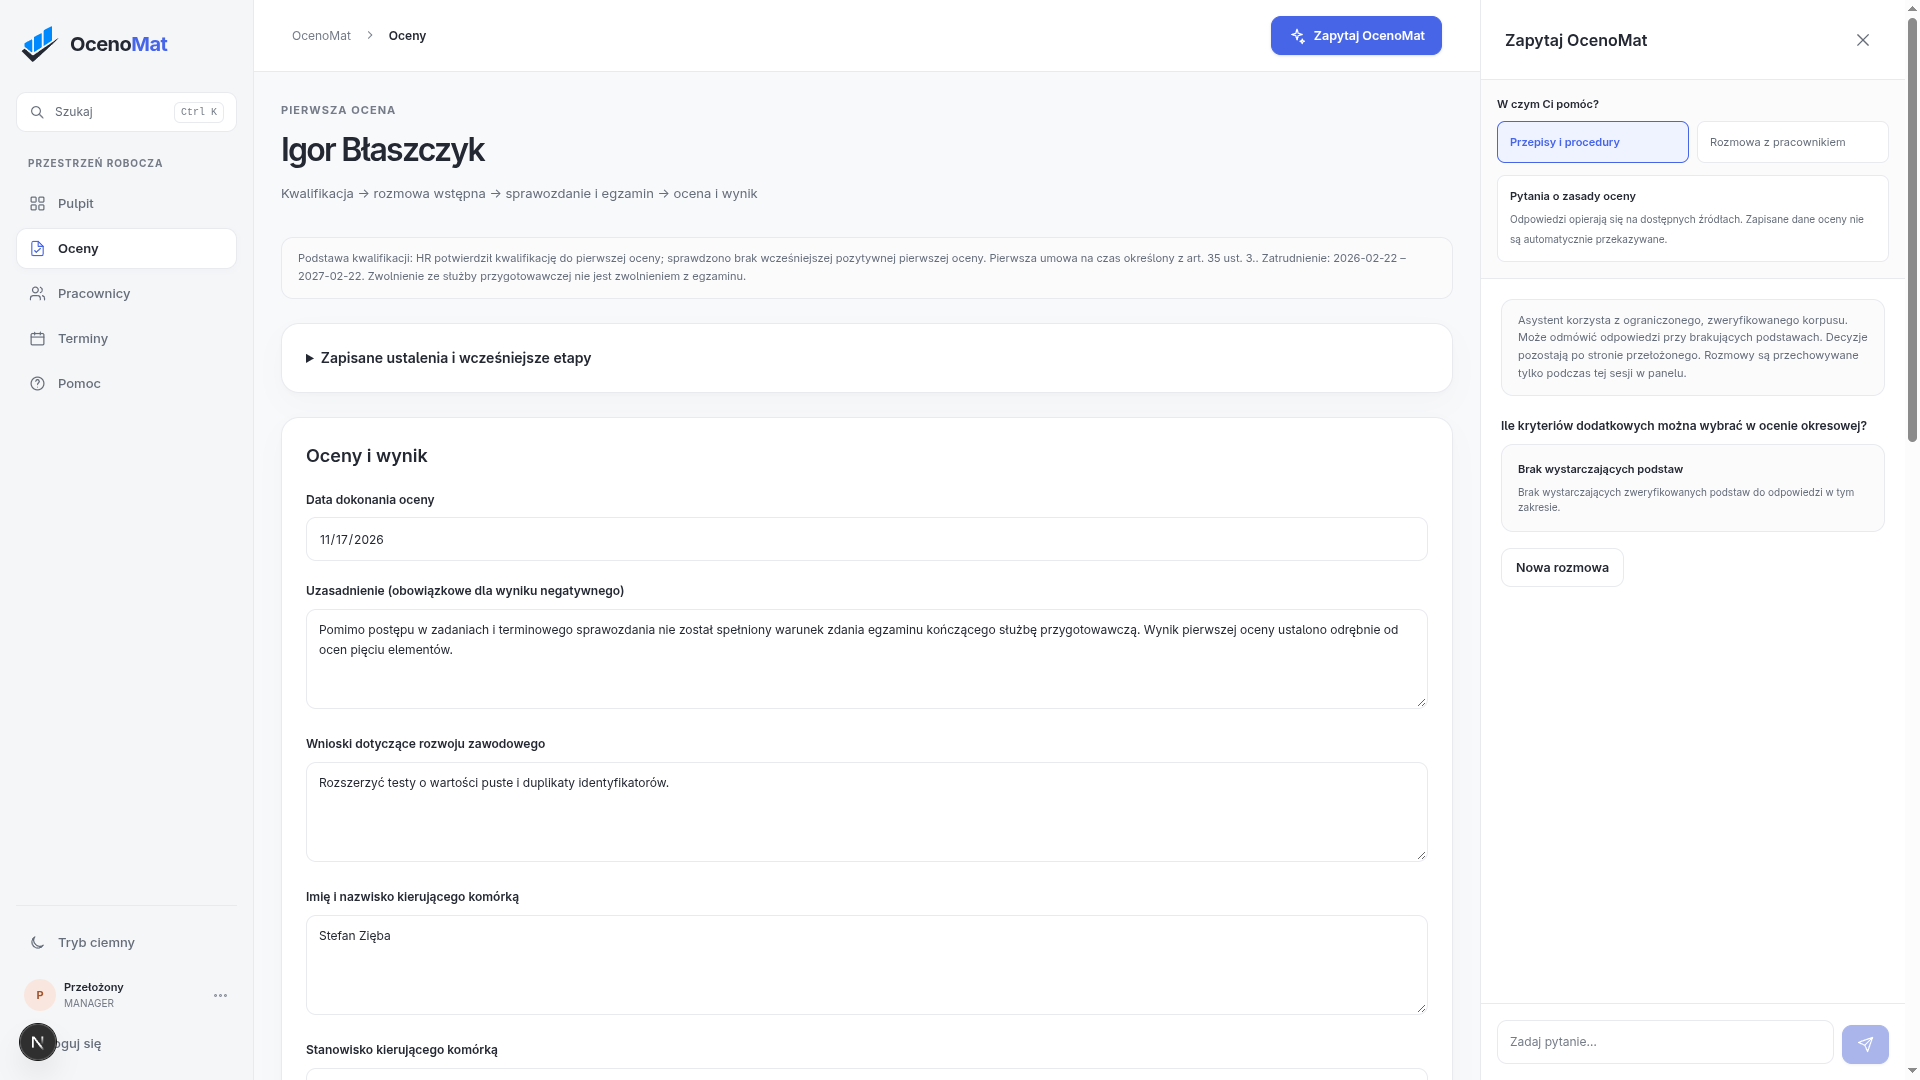 OcenoMat
Szukaj
Ctrl K
PRZESTRZEŃ ROBOCZA
Pulpit
Oceny
Pracownicy
Terminy
Pomoc
Tryb ciemny
P
Przełożony
MANAGER
N
oguj się
OcenoMat
Oceny
Zapytaj OcenoMat
PIERWSZA OCENA
Igor Błaszczyk
Kwalifikacja → rozmowa wstępna → sprawozdanie i egzamin → ocena i wynik
Podstawa kwalifikacji: HR potwierdził kwalifikację do pierwszej oceny; sprawdzono brak wcześniejszej pozytywnej pierwszej oceny. Pierwsza umowa na czas określony z art. 35 ust. 3.. Zatrudnienie: 2026-02-22 –
2027-02-22. Zwolnienie ze służby przygotowawczej nie jest zwolnieniem z egzaminu.
Zapisane ustalenia i wcześniejsze etapy
Oceny i wynik
Data dokonania oceny
11/17/2026
Uzasadnienie (obowiązkowe dla wyniku negatywnego)
Pomimo postępu w zadaniach i terminowego sprawozdania nie został spełniony warunek zdania egzaminu kończącego służbę przygotowawczą. Wynik pierwszej oceny ustalono odrębnie od
ocen pięciu elementów.
Wnioski dotyczące rozwoju zawodowego
Rozszerzyć testy o wartości puste i duplikaty identyfikatorów.
Imię i nazwisko kierującego komórką
Stefan Zięba
Stanowisko kierującego komórką
Zapytaj OcenoMat
W czym Ci pomóc?
Przepisy i procedury
Rozmowa z pracownikiem
Pytania o zasady oceny
Odpowiedzi opierają się na dostępnych źródłach. Zapisane dane oceny nie
są automatycznie przekazywane.
Asystent korzysta z ograniczonego, zweryfikowanego korpusu.
Może odmówić odpowiedzi przy brakujących podstawach. Decyzje
pozostają po stronie przełożonego. Rozmowy są przechowywane
tylko podczas tej sesji w panelu.
Ile kryteriów dodatkowych można wybrać w ocenie okresowej?
Brak wystarczających podstaw
Brak wystarczających zweryfikowanych podstaw do odpowiedzi w tym
zakresie.
Nowa rozmowa
Zadaj pytanie...